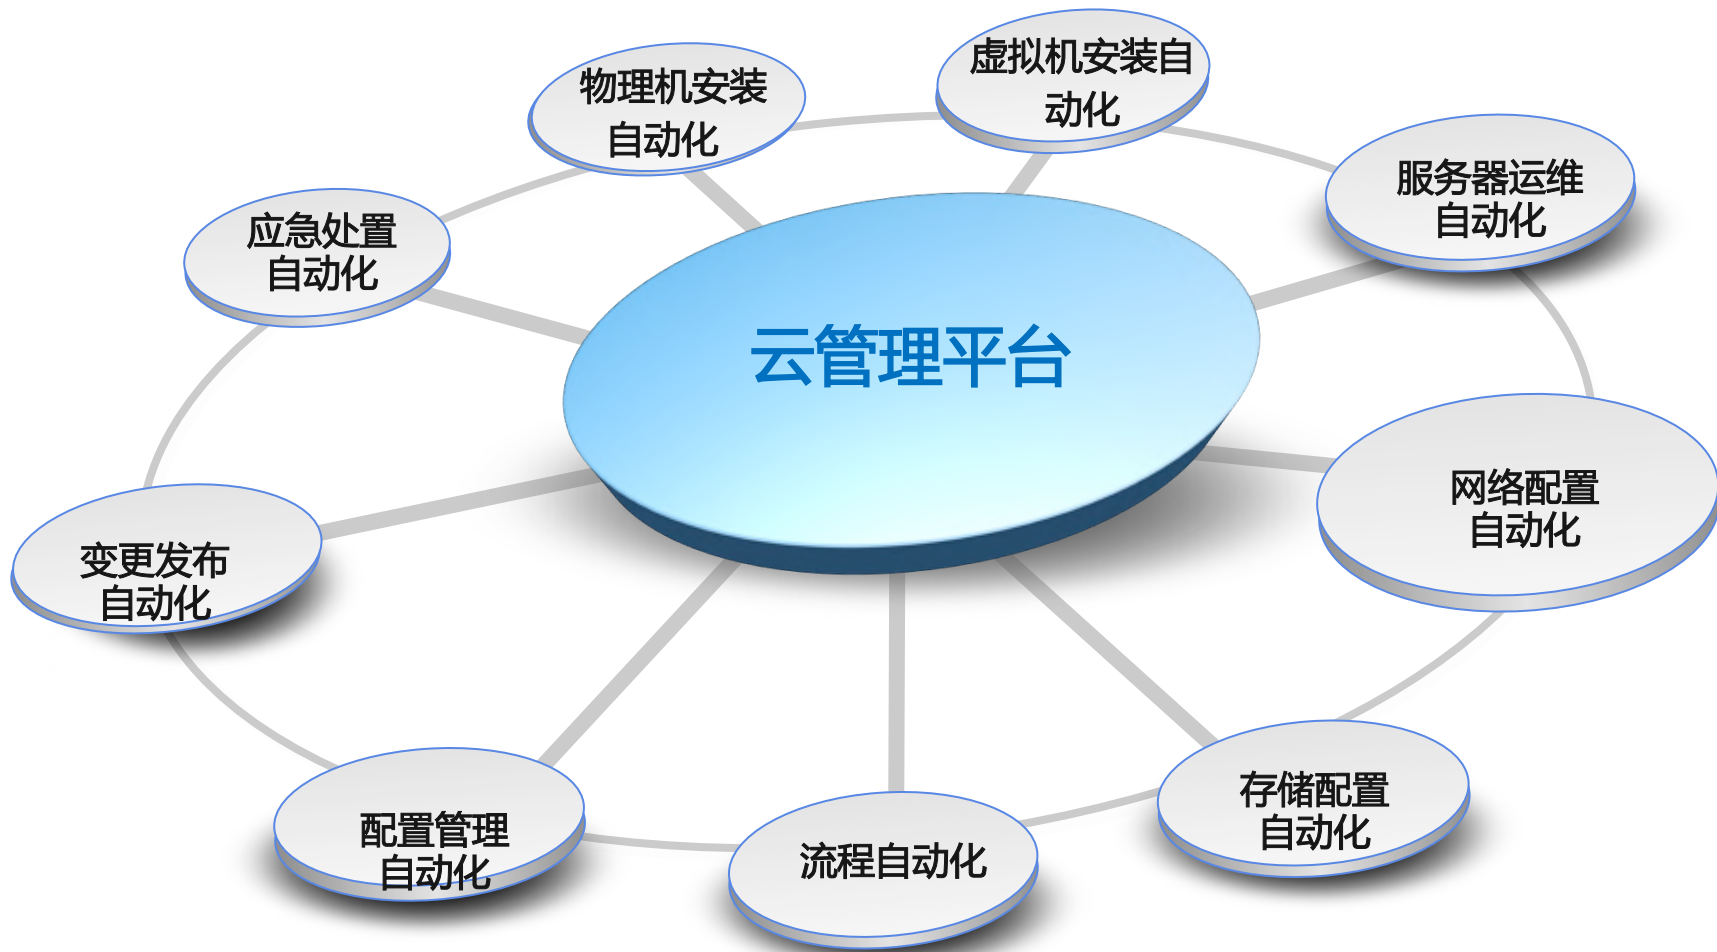 虚拟机安装自
动化
物理机安装
自动化
服务器运维
自动化
应急处置
自动化
云管理平台
网络配置
自动化
变更发布
自动化
存储配置
自动化
配置管理
自动化
流程自动化